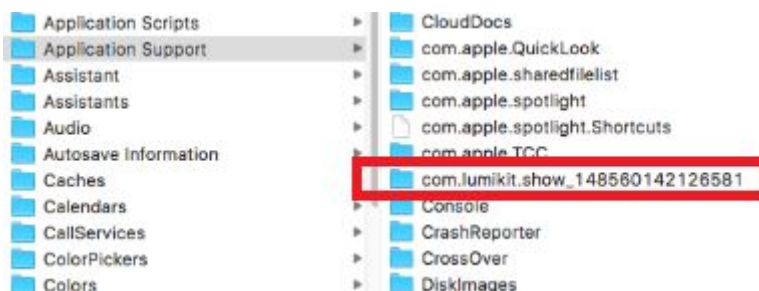 Application Scripts
Application Support
Assistant
Assistants
Audio
Autosave Information
Caches
Calendars
CallServices
ColorPickers
Colors
CloudDocs
com.apple.QuickLook
com.apple.sharedfilelist
com.apple.spotlight
com.apple.spotlight.Shortcuts
com.apple.TCC
com.lumikit.show_148560142126581
Console
CrashReporter
CrossOver
DiskImages